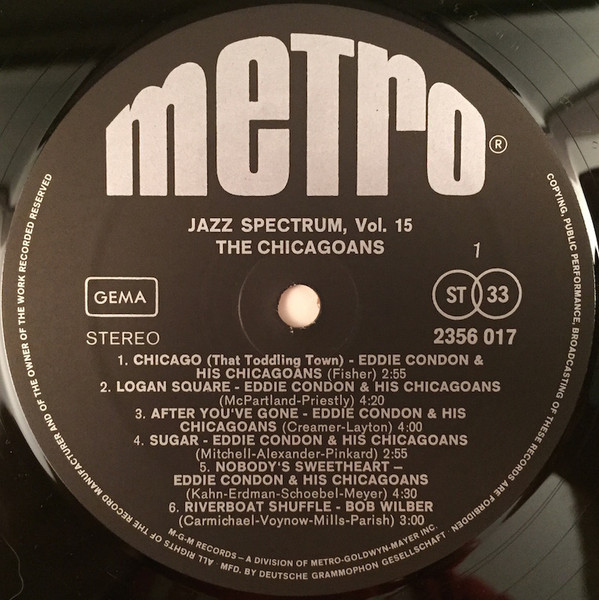 metro®
JAZZ SPECTRUM, Vol. 15
THE CHICAGOANS
1
GEMA
ST 33
STEREO
2356 017
1. CHICAGO (That Toddling Town) - EDDIE CONDON &
HIS CHICAGOANS (Fisher) 2:55
2. LOGAN SQUARE - EDDIE CONDON & HIS CHICAGOANS
(McPartland-Priestly) 4:20
3. AFTER YOU'VE GONE - EDDIE CONDON & HIS
CHICAGOANS (Creamer-Layton) 4:00
4. SUGAR - EDDIE CONDON & HIS CHICAGOANS
(Mitchell-Alexander-Pinkard) 2:55
5. NOBODY'S SWEETHEART –
EDDIE CONDON & HIS CHICAGOANS
(Kahn-Erdman-Schoebel-Meyer) 4:30
6. RIVERBOAT SHUFFLE - BOB WILBER
(Carmichael-Voynow-Mills-Parish) 3:00
M-G-M RECORDS – A DIVISION OF METRO-GOLDWYN-MAYER INC.
ALL RIGHTS OF THE RECORD MANUFACTURER AND OF THE OWNER OF THE WORK RECORDED RESERVED
COPYING, PUBLIC PERFORMANCE, BROADCASTING OF THESE RECORDS ARE FORBIDDEN
· MFD. BY DEUTSCHE GRAMMOPHON GESELLSCHAFT ·